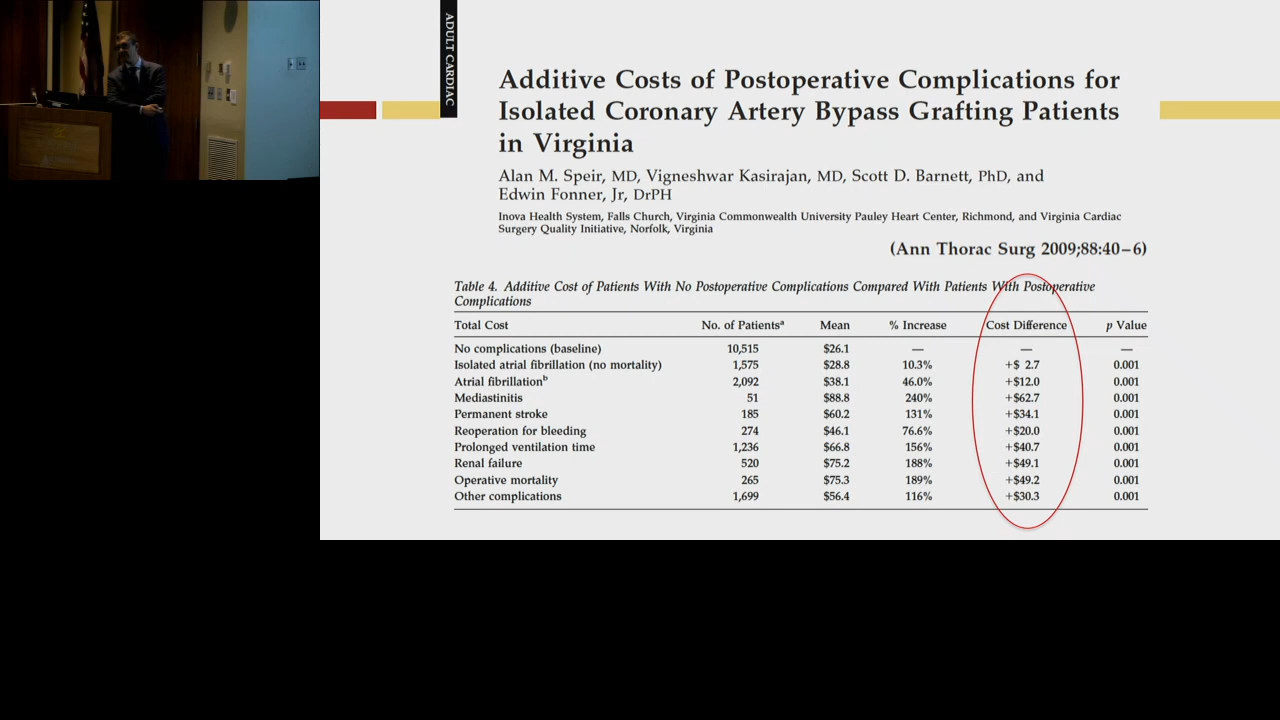 ADULT CARDIAC
Additive Costs of Postoperative Complications for
Isolated Coronary Artery Bypass Grafting Patients
in Virginia
Alan M. Speir, MD, Vigneshwar Kasirajan, MD, Scott D. Barnett, PhD, and
Edwin Fonner, Jr, DrPH
Inova Health System, Falls Church, Virginia Commonwealth University Pauley Heart Center, Richmond, and Virginia Cardiac
Surgery Quality Initiative, Norfolk, Virginia
(Ann Thorac Surg 2009;88:40–6)
Table 4. Additive Cost of Patients With No Postoperative Complications Compared With Patients With Postoperative
Complications
Total Cost No. of Patientsᵃ Mean % Increase Cost Difference p Value
No complications (baseline) 10,515 $26.1 — — —
Isolated atrial fibrillation (no mortality) 1,575 $28.8 10.3% +$ 2.7 0.001
Atrial fibrillationᵇ 2,092 $38.1 46.0% +$12.0 0.001
Mediastinitis 51 $88.8 240% +$62.7 0.001
Permanent stroke 185 $60.2 131% +$34.1 0.001
Reoperation for bleeding 274 $46.1 76.6% +$20.0 0.001
Prolonged ventilation time 1,236 $66.8 156% +$40.7 0.001
Renal failure 520 $75.2 188% +$49.1 0.001
Operative mortality 265 $75.3 189% +$49.2 0.001
Other complications 1,699 $56.4 116% +$30.3 0.001